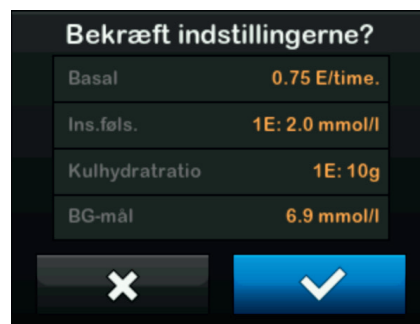 Bekræft indstillingerne?
Basal 0.75 E/time.
Ins.føls. 1E: 2.0 mmol/l
Kulhydratratio 1E: 10g
BG-mål 6.9 mmol/l